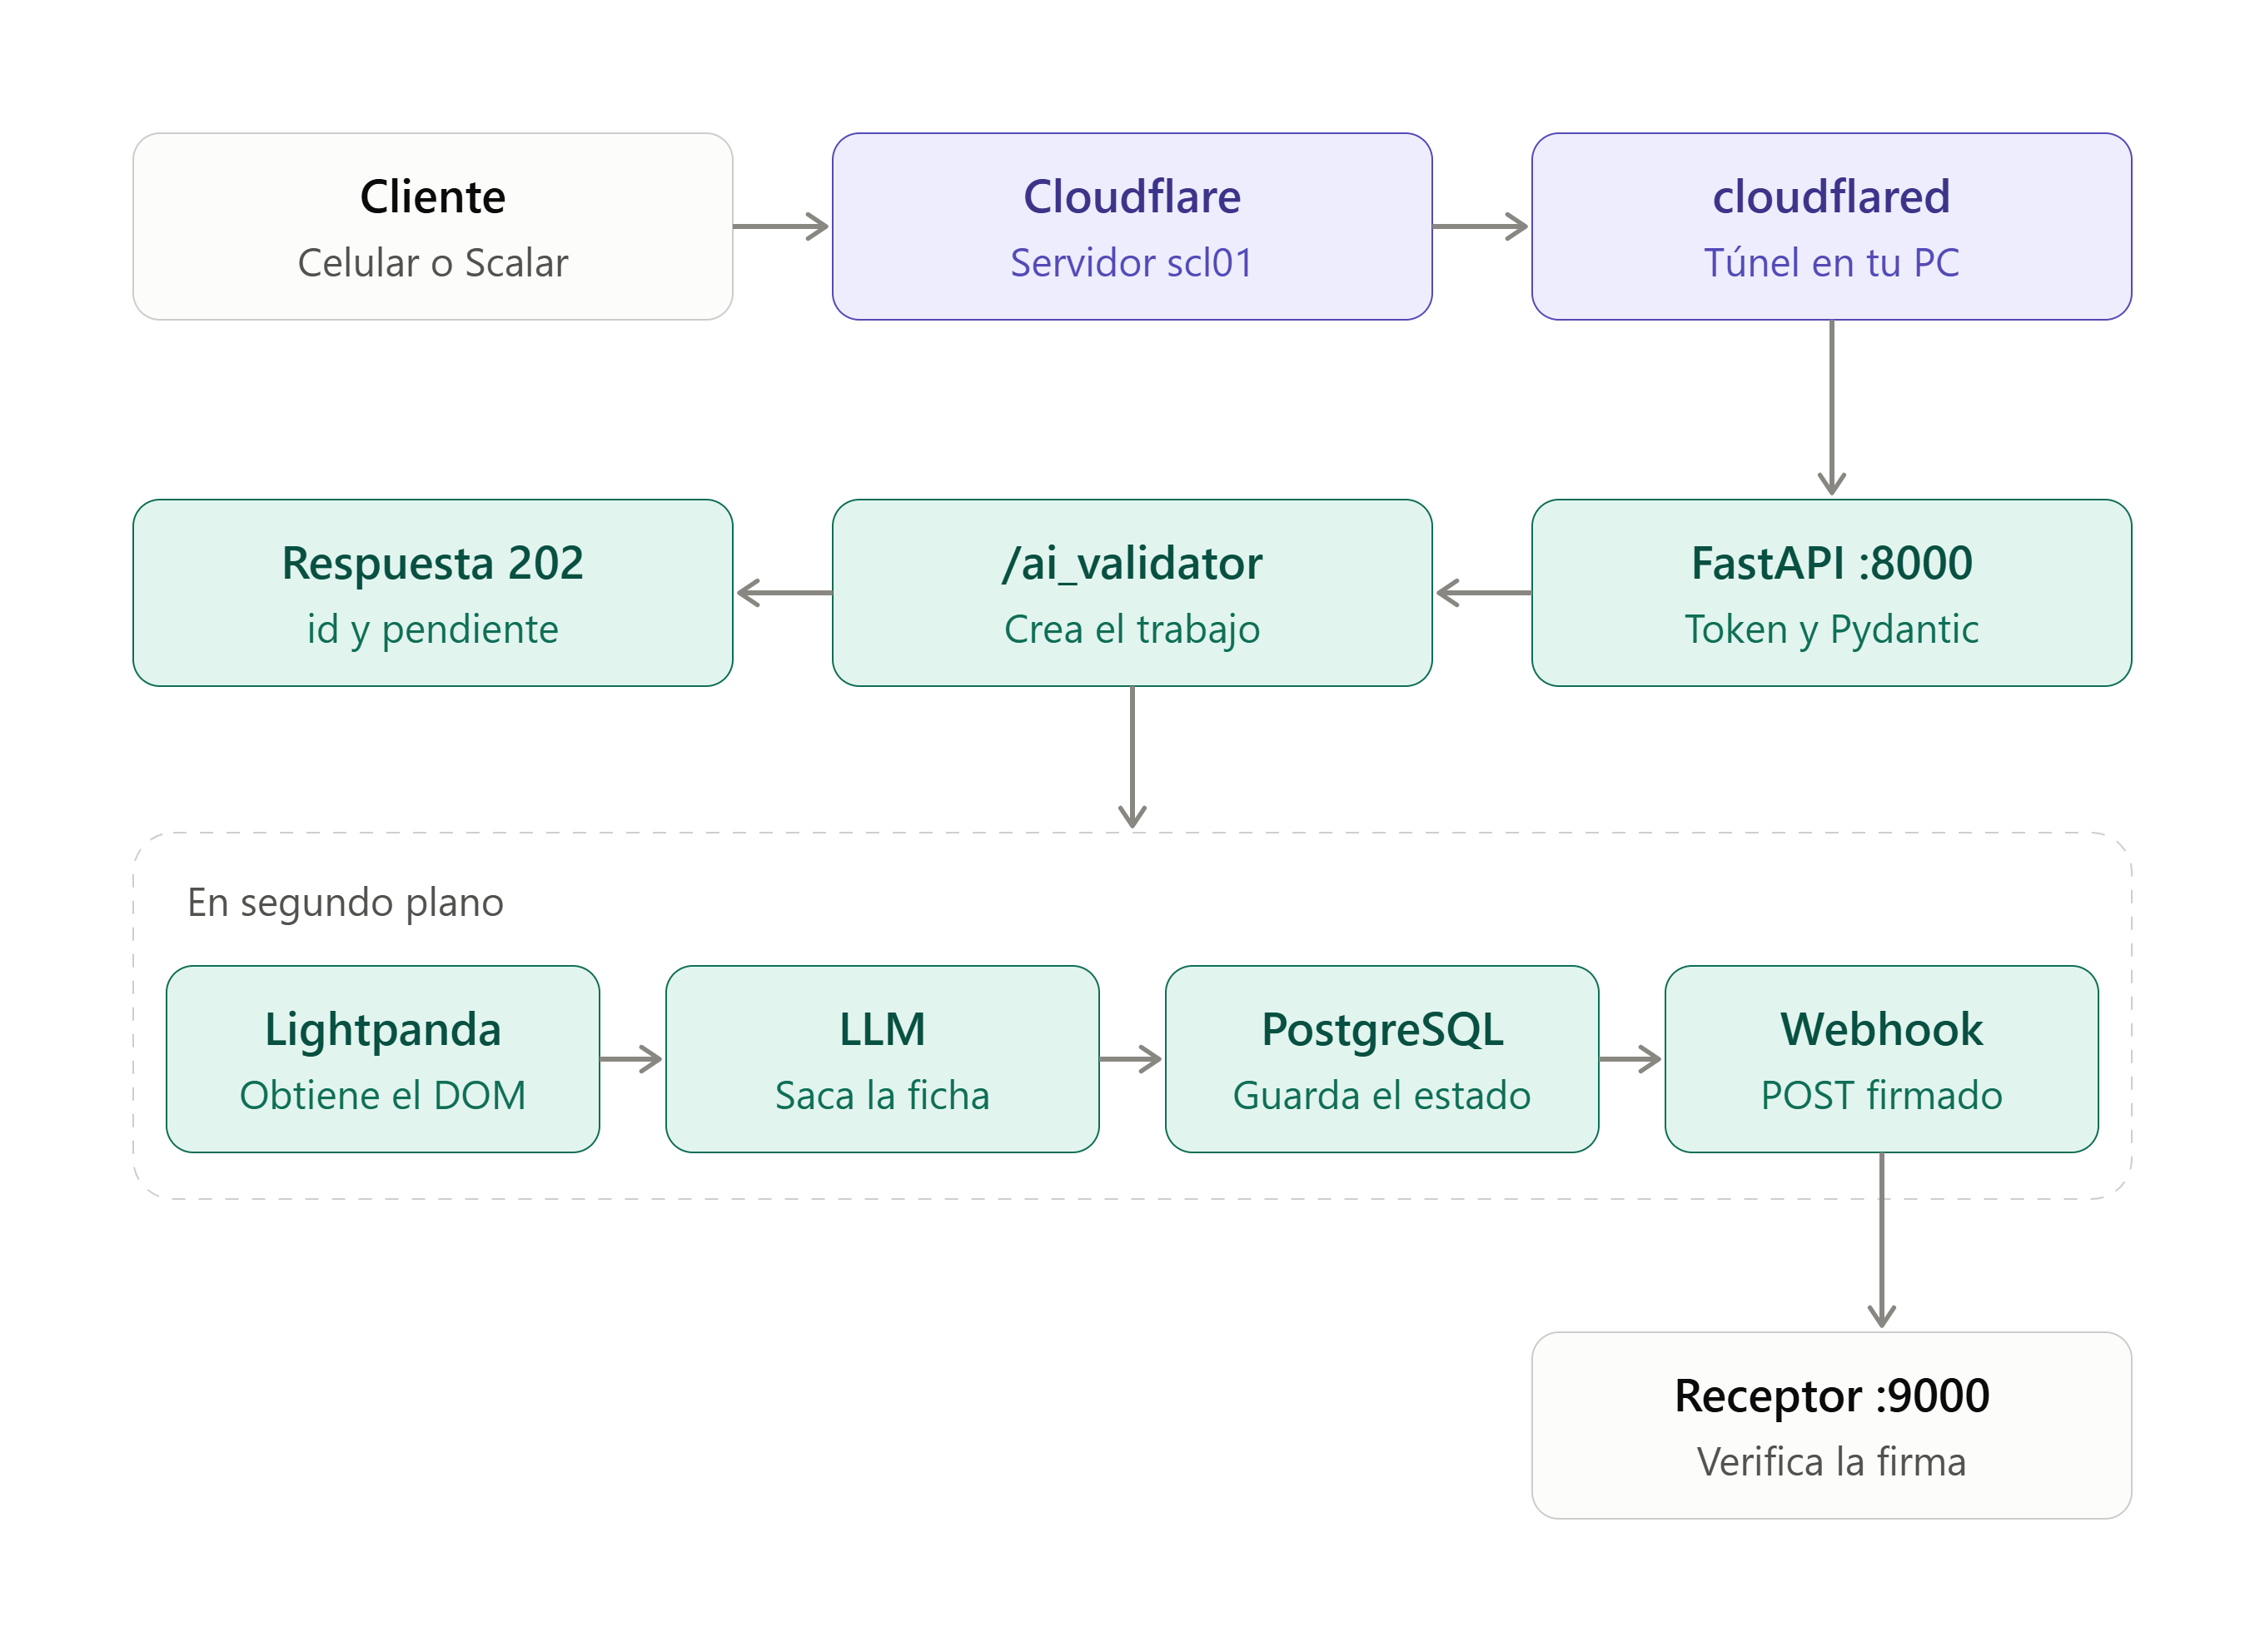 Cliente
Celular o Scalar
Cloudflare
Servidor scl01
cloudflared
Túnel en tu PC
Respuesta 202
id y pendiente
/ai_validator
Crea el trabajo
FastAPI :8000
Token y Pydantic
En segundo plano
Lightpanda
Obtiene el DOM
LLM
Saca la ficha
PostgreSQL
Guarda el estado
Webhook
POST firmado
Receptor :9000
Verifica la firma